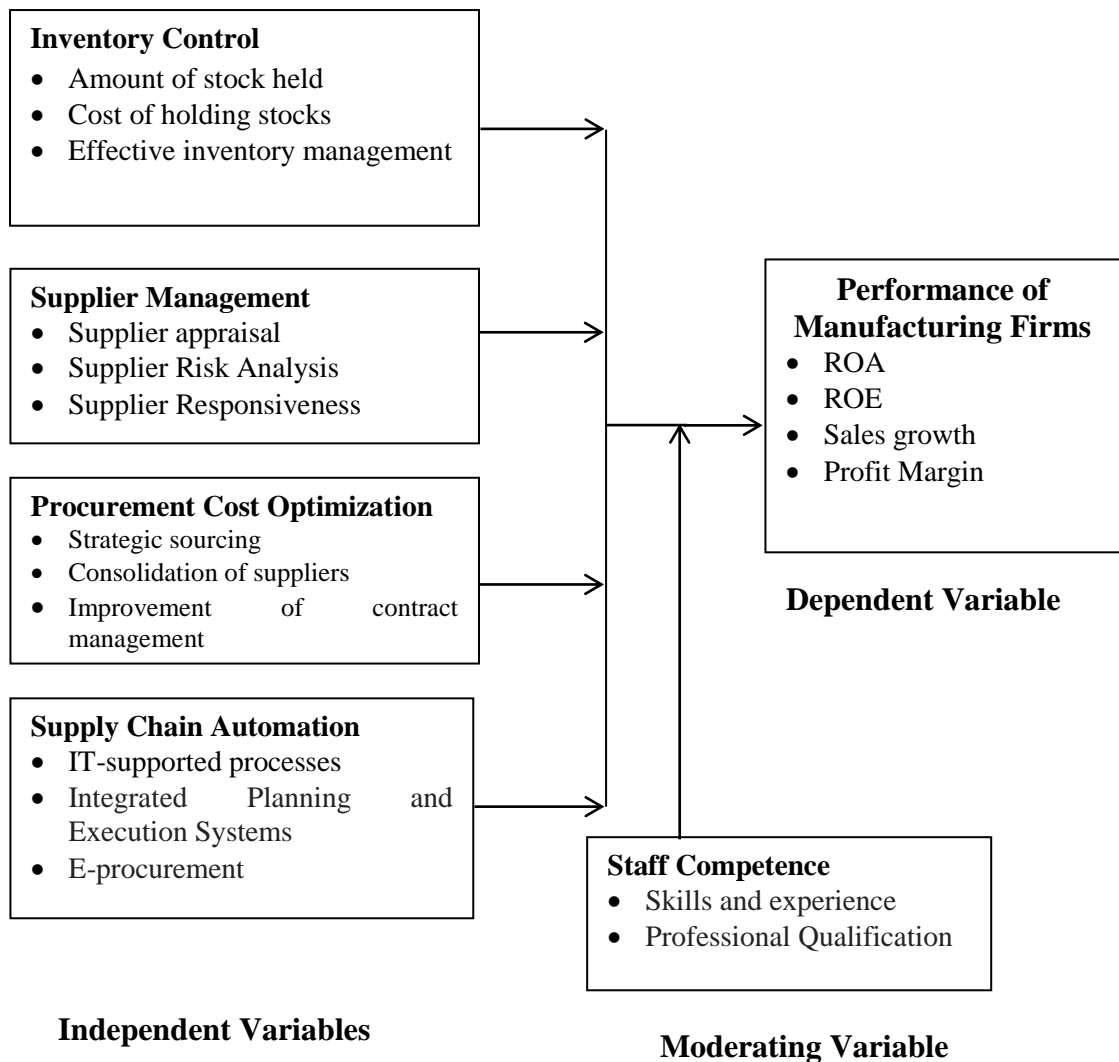 Inventory Control
• Amount of stock held
• Cost of holding stocks
• Effective inventory management
Supplier Management
• Supplier appraisal
• Supplier Risk Analysis
• Supplier Responsiveness
Procurement Cost Optimization
• Strategic sourcing
• Consolidation of suppliers
• Improvement of contract
management
Supply Chain Automation
• IT-supported processes
• Integrated Planning and
Execution Systems
• E-procurement
Independent Variables
Performance of
Manufacturing Firms
• ROA
• ROE
• Sales growth
• Profit Margin
Dependent Variable
Staff Competence
• Skills and experience
• Professional Qualification
Moderating Variable